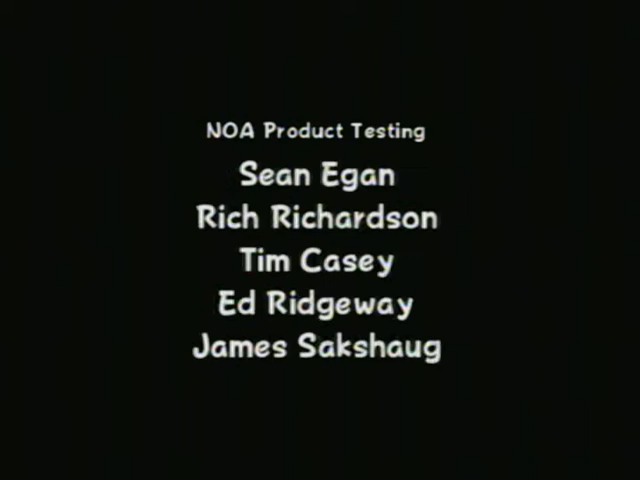 NOA Product Testing
Sean Egan
Rich Richardson
Tim Casey
Ed Ridgeway
James Sakshaug